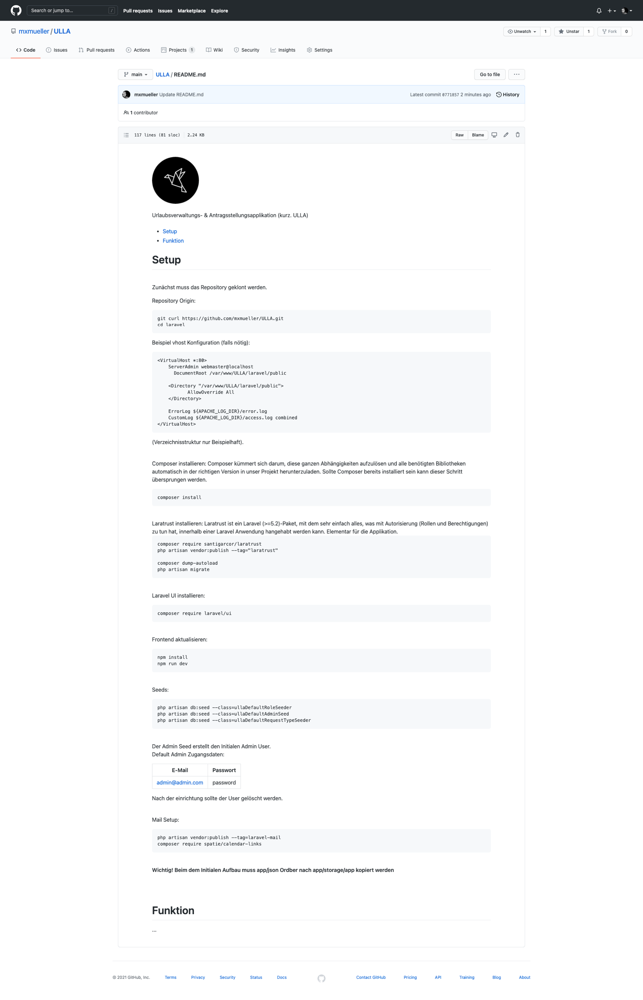 Search or jump to... /
Pull requests Issues Marketplace Explore
mxmueller / ULLA
Unwatch 1 Unstar 1 Fork 0
Code Issues Pull requests Actions Projects 1 Wiki Security Insights Settings
main ULLA / README.md Go to file ...
mxmueller Update README.md Latest commit 0771857 2 minutes ago History
1 contributor
117 lines (81 sloc) 2.24 KB Raw Blame
Urlaubsverwaltungs- & Antragsstellungsapplikation (kurz. ULLA)
• Setup
• Funktion
Setup
Zunächst muss das Repository geklont werden.
Repository Origin:
git curl https://github.com/mxmueller/ULLA.git
cd laravel
Beispiel vhost Konfiguration (falls nötig):
<VirtualHost *:80>
ServerAdmin webmaster@localhost
DocumentRoot /var/www/ULLA/laravel/public
<Directory "/var/www/ULLA/laravel/public">
AllowOverride All
</Directory>
ErrorLog ${APACHE_LOG_DIR}/error.log
CustomLog ${APACHE_LOG_DIR}/access.log combined
</VirtualHost>
(Verzeichnisstruktur nur Beispielhaft).
Composer installieren: Composer kümmert sich darum, diese ganzen Abhängigkeiten aufzulösen und alle benötigten Bibliotheken
automatisch in der richtigen Version in unser Projekt herunterzuladen. Sollte Composer bereits installiert sein kann dieser Schritt
übersprungen werden.
composer install
Laratrust installieren: Laratrust ist ein Laravel (>=5.2)-Paket, mit dem sehr einfach alles, was mit Autorisierung (Rollen und Berechtigungen)
zu tun hat, innerhalb einer Laravel Anwendung hangehabt werden kann. Elementar für die Applikation.
composer require santigarcor/laratrust
php artisan vendor:publish --tag="laratrust"
composer dump-autoload
php artisan migrate
Laravel UI installieren:
composer require laravel/ui
Frontend aktualisieren:
npm install
npm run dev
Seeds:
php artisan db:seed --class=ullaDefaultRoleSeeder
php artisan db:seed --class=ullaDefaultAdminSeed
php artisan db:seed --class=ullaDefaultRequestTypeSeeder
Der Admin Seed erstellt den Initialen Admin User.
Default Admin Zugangsdaten:
E-Mail Passwort
admin@admin.com password
Nach der einrichtung sollte der User gelöscht werden.
Mail Setup:
php artisan vendor:publish --tag=laravel-mail
composer require spatie/calendar-links
Wichtig! Beim dem Initialen Aufbau muss app/json Ordber nach app/storage/app kopiert werden
Funktion
...
© 2021 GitHub, Inc. Terms Privacy Security Status Docs Contact GitHub Pricing API Training Blog About